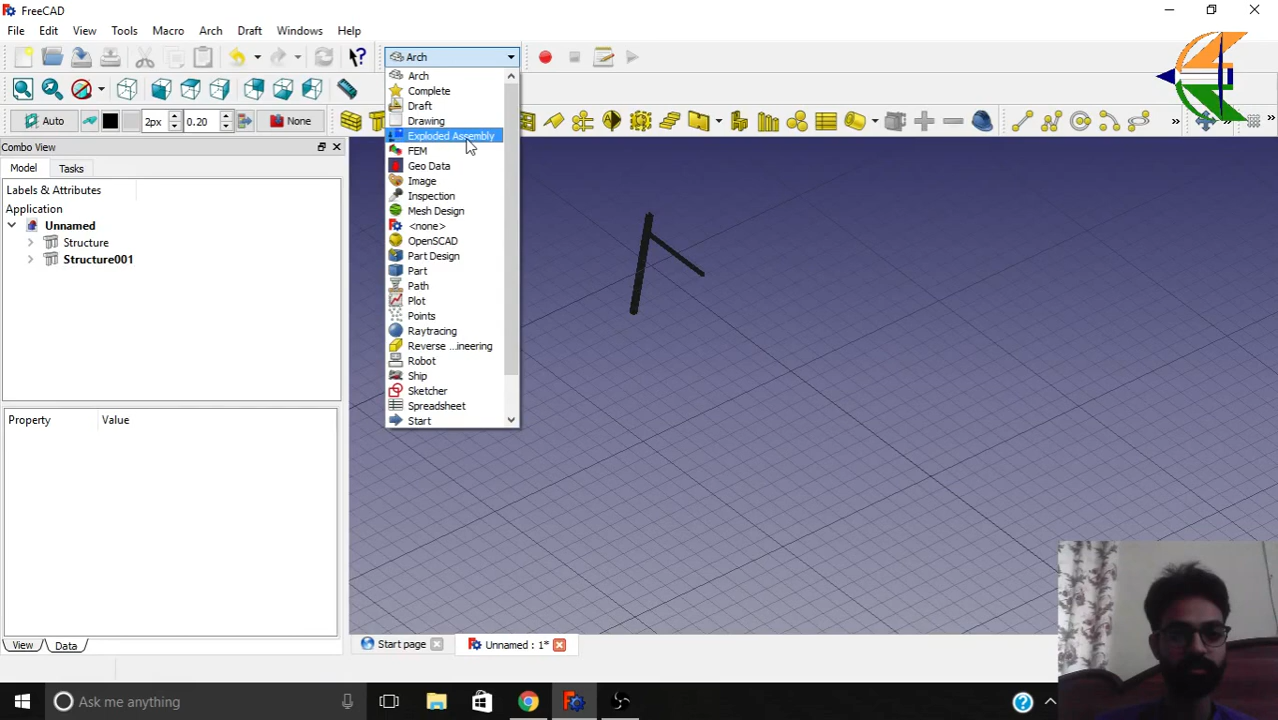 FreeCAD
File Edit View Tools Macro Arch Draft Windows Help
Arch
Auto 2px 0.20 None
Arch
Complete
Draft
Drawing
Exploded Assembly
FEM
Geo Data
Image
Inspection
Mesh Design
<none>
OpenSCAD
Part Design
Part
Path
Plot
Points
Raytracing
Reverse ...ineering
Robot
Ship
Sketcher
Spreadsheet
Start
Combo View
Model Tasks
Labels & Attributes
Application
Unnamed
Structure
Structure001
Property Value
View Data
Start page Unnamed : 1*
Ask me anything